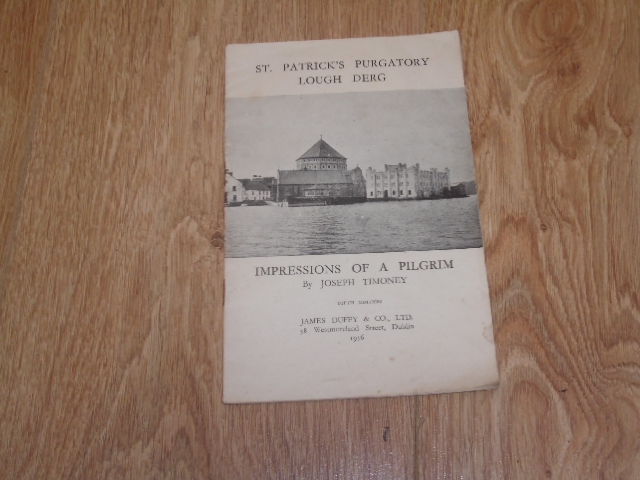 ST. PATRICK'S PURGATORY
LOUGH DERG
IMPRESSIONS OF A PILGRIM
By JOSEPH TIMONEY
JAMES DUFFY & CO., LTD.
38 Westmoreland Street, Dublin
1956